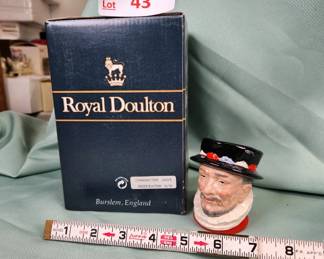 Lot 43
Royal Doulton
Burslem, England
1 2 3 4 5 6 7 8